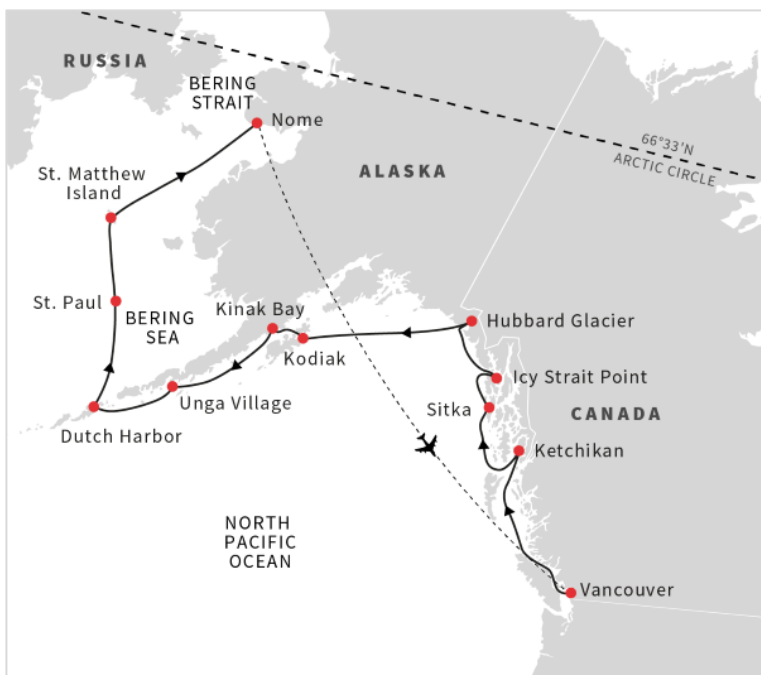 RUSSIA
BERING
STRAIT
Nome
66°33'N
ARCTIC CIRCLE
St. Matthew
Island
ALASKA
St. Paul
BERING
SEA
Kinak Bay
Kodiak
Hubbard Glacier
Icy Strait Point
Unga Village
Sitka
CANADA
Dutch Harbor
Ketchikan
NORTH
PACIFIC
OCEAN
Vancouver